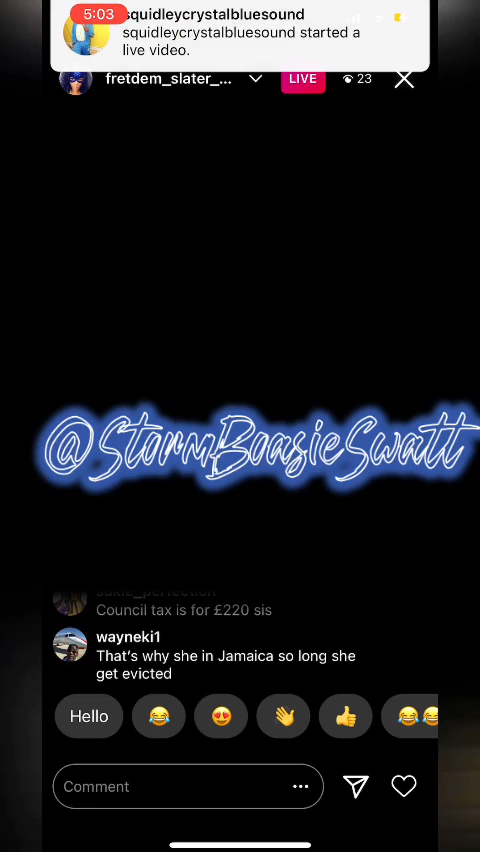 squidleycrystalbluesound
5:03
squidleycrystalbluesound started a
live video.
fretdem_slater_...
LIVE
23
@StormBoasieSwatt
sukie_perfection
Council tax is for £220 sis
wayneki1
That's why she in Jamaica so long she
get evicted
Hello
Comment